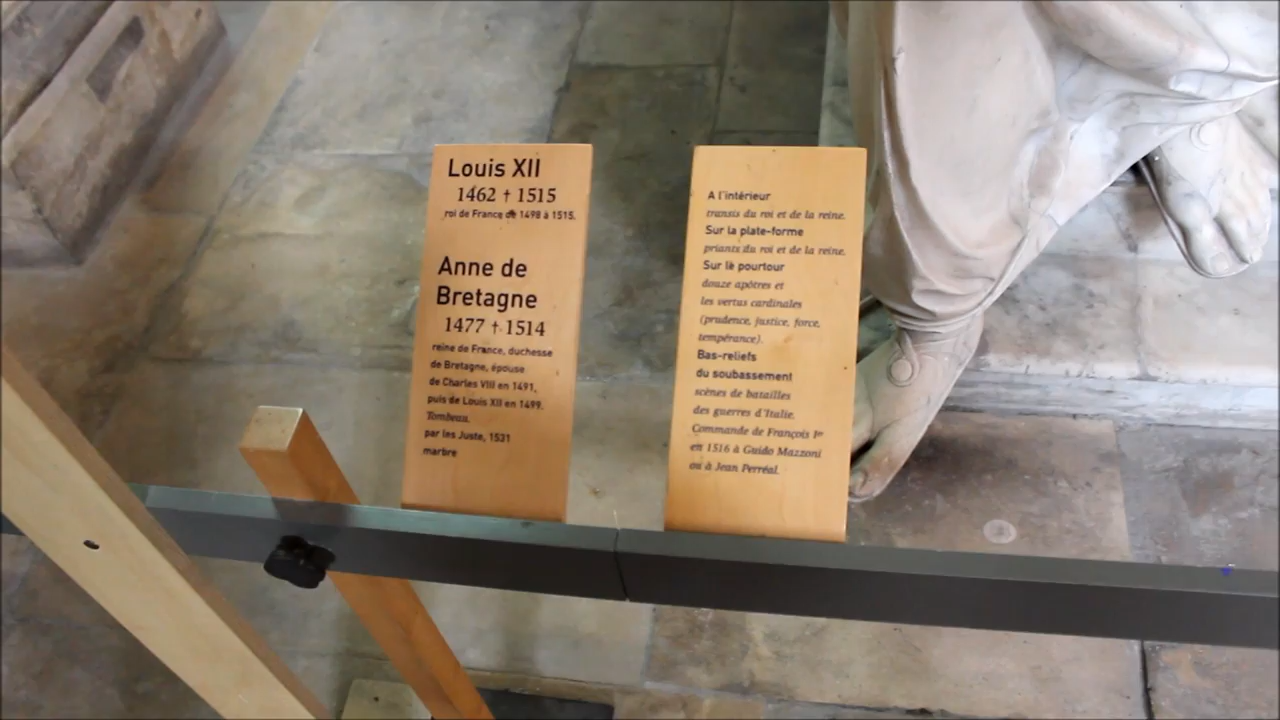 Louis XII
1462 † 1515
roi de France de 1498 à 1515.
Anne de
Bretagne
1477 † 1514
reine de France, duchesse
de Bretagne, épouse
de Charles VIII en 1491,
puis de Louis XII en 1499.
Tombeau.
par les Juste, 1531
marbre
A l'intérieur
transis du roi et de la reine.
Sur la plate-forme
priants du roi et de la reine.
Sur le pourtour
douze apôtres et
les vertus cardinales
(prudence, justice, force,
tempérance).
Bas-reliefs
du soubassement
scènes de batailles
des guerres d'Italie.
Commande de François Ier
en 1516 à Guido Mazzoni
ou à Jean Perréal.